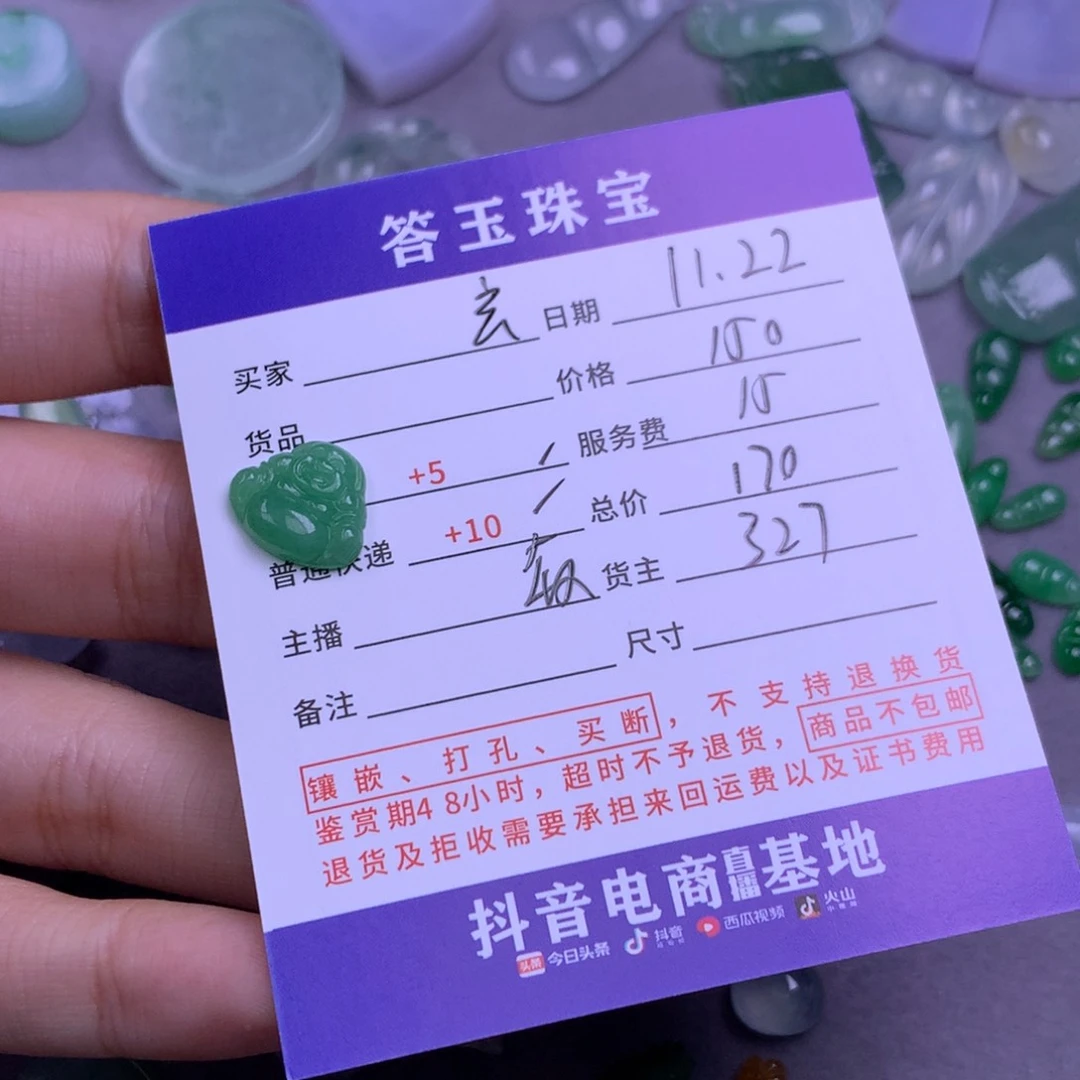 答玉珠宝
买家 玄 日期 11.22
货品 价格 150
+5 服务费 15
+10 总价 170
普通快递
主播 货主 327
备注 尺寸
镶嵌、打孔、买断，不支持退换货
鉴赏期48小时，超时不予退货，商品不包邮
退货及拒收需要承担来回运费以及证书费用
抖音电商直播基地
头条 今日头条 抖音 西瓜视频 火山